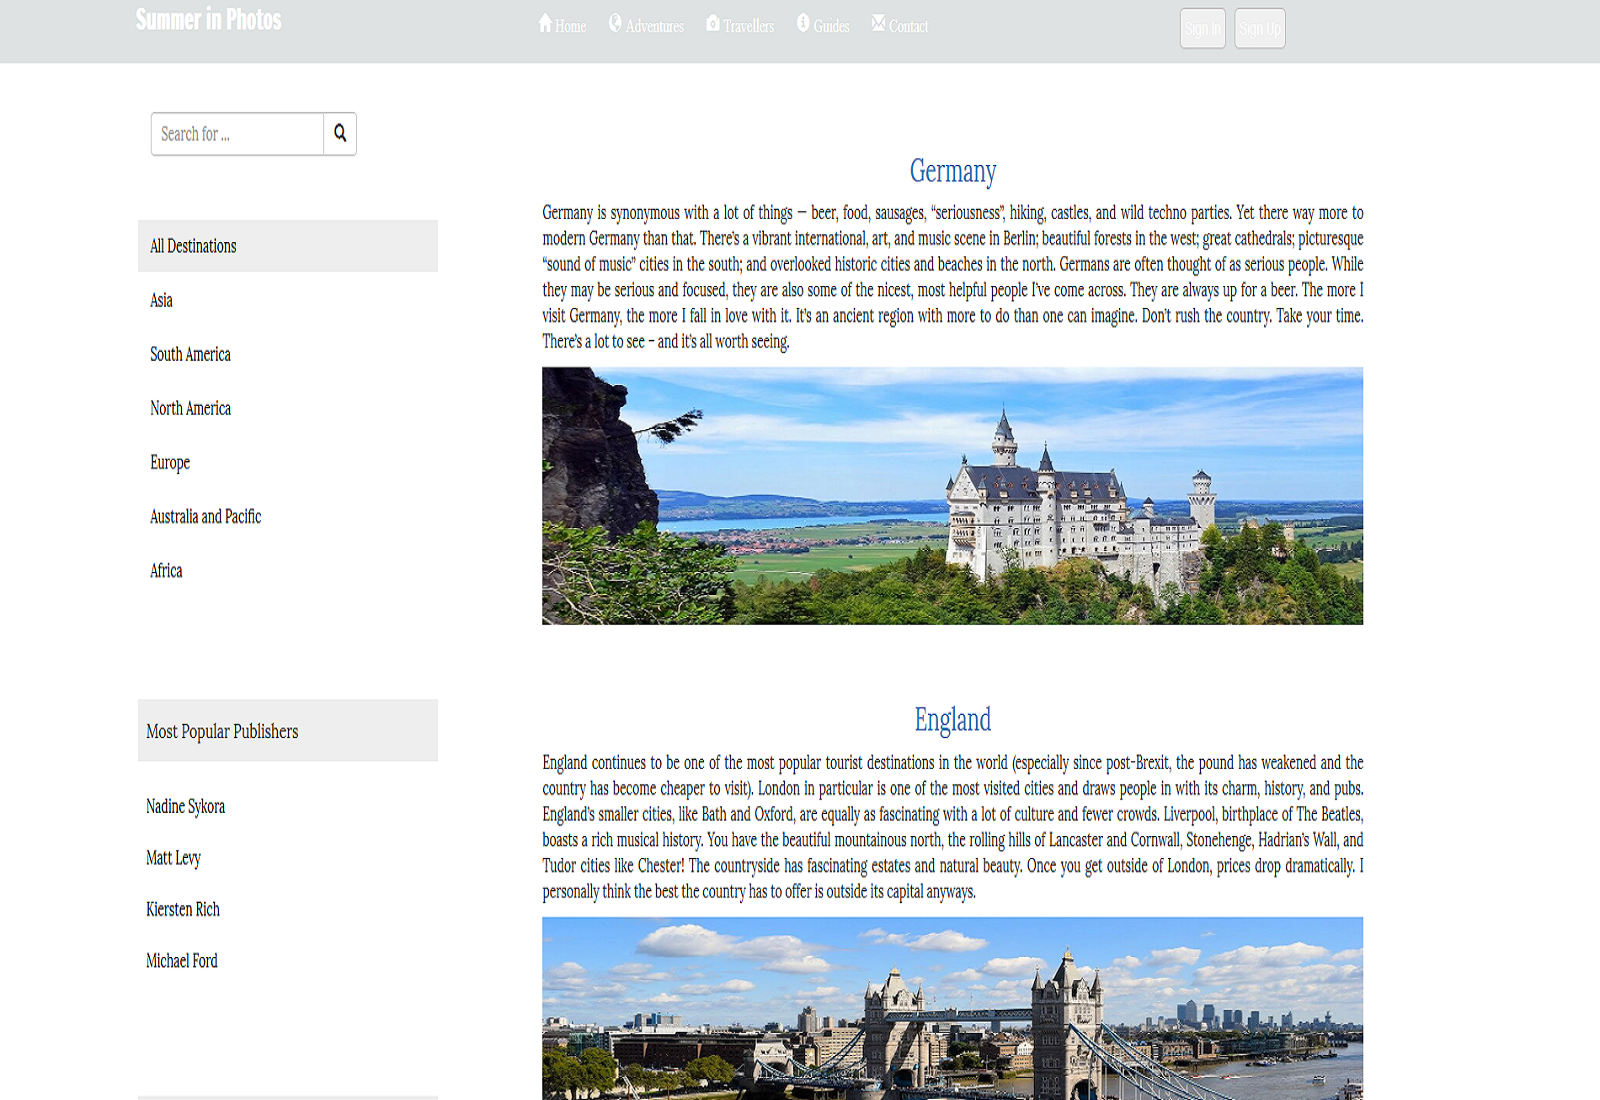 Summer in Photos
Home Adventures Travellers Guides Contact
Sign In Sign Up
Search for ...
All Destinations
Asia
South America
North America
Europe
Australia and Pacific
Africa
Most Popular Publishers
Nadine Sykora
Matt Levy
Kiersten Rich
Michael Ford
Germany
Germany is synonymous with a lot of things — beer, food, sausages, “seriousness”, hiking, castles, and wild techno parties. Yet there way more to
modern Germany than that. There’s a vibrant international, art, and music scene in Berlin; beautiful forests in the west; great cathedrals; picturesque
“sound of music” cities in the south; and overlooked historic cities and beaches in the north. Germans are often thought of as serious people. While
they may be serious and focused, they are also some of the nicest, most helpful people I’ve come across. They are always up for a beer. The more I
visit Germany, the more I fall in love with it. It’s an ancient region with more to do than one can imagine. Don’t rush the country. Take your time.
There’s a lot to see – and it’s all worth seeing.
England
England continues to be one of the most popular tourist destinations in the world (especially since post-Brexit, the pound has weakened and the
country has become cheaper to visit). London in particular is one of the most visited cities and draws people in with its charm, history, and pubs.
England’s smaller cities, like Bath and Oxford, are equally as fascinating with a lot of culture and fewer crowds. Liverpool, birthplace of The Beatles,
boasts a rich musical history. You have the beautiful mountainous north, the rolling hills of Lancaster and Cornwall, Stonehenge, Hadrian’s Wall, and
Tudor cities like Chester! The countryside has fascinating estates and natural beauty. Once you get outside of London, prices drop dramatically. I
personally think the best the country has to offer is outside its capital anyways.